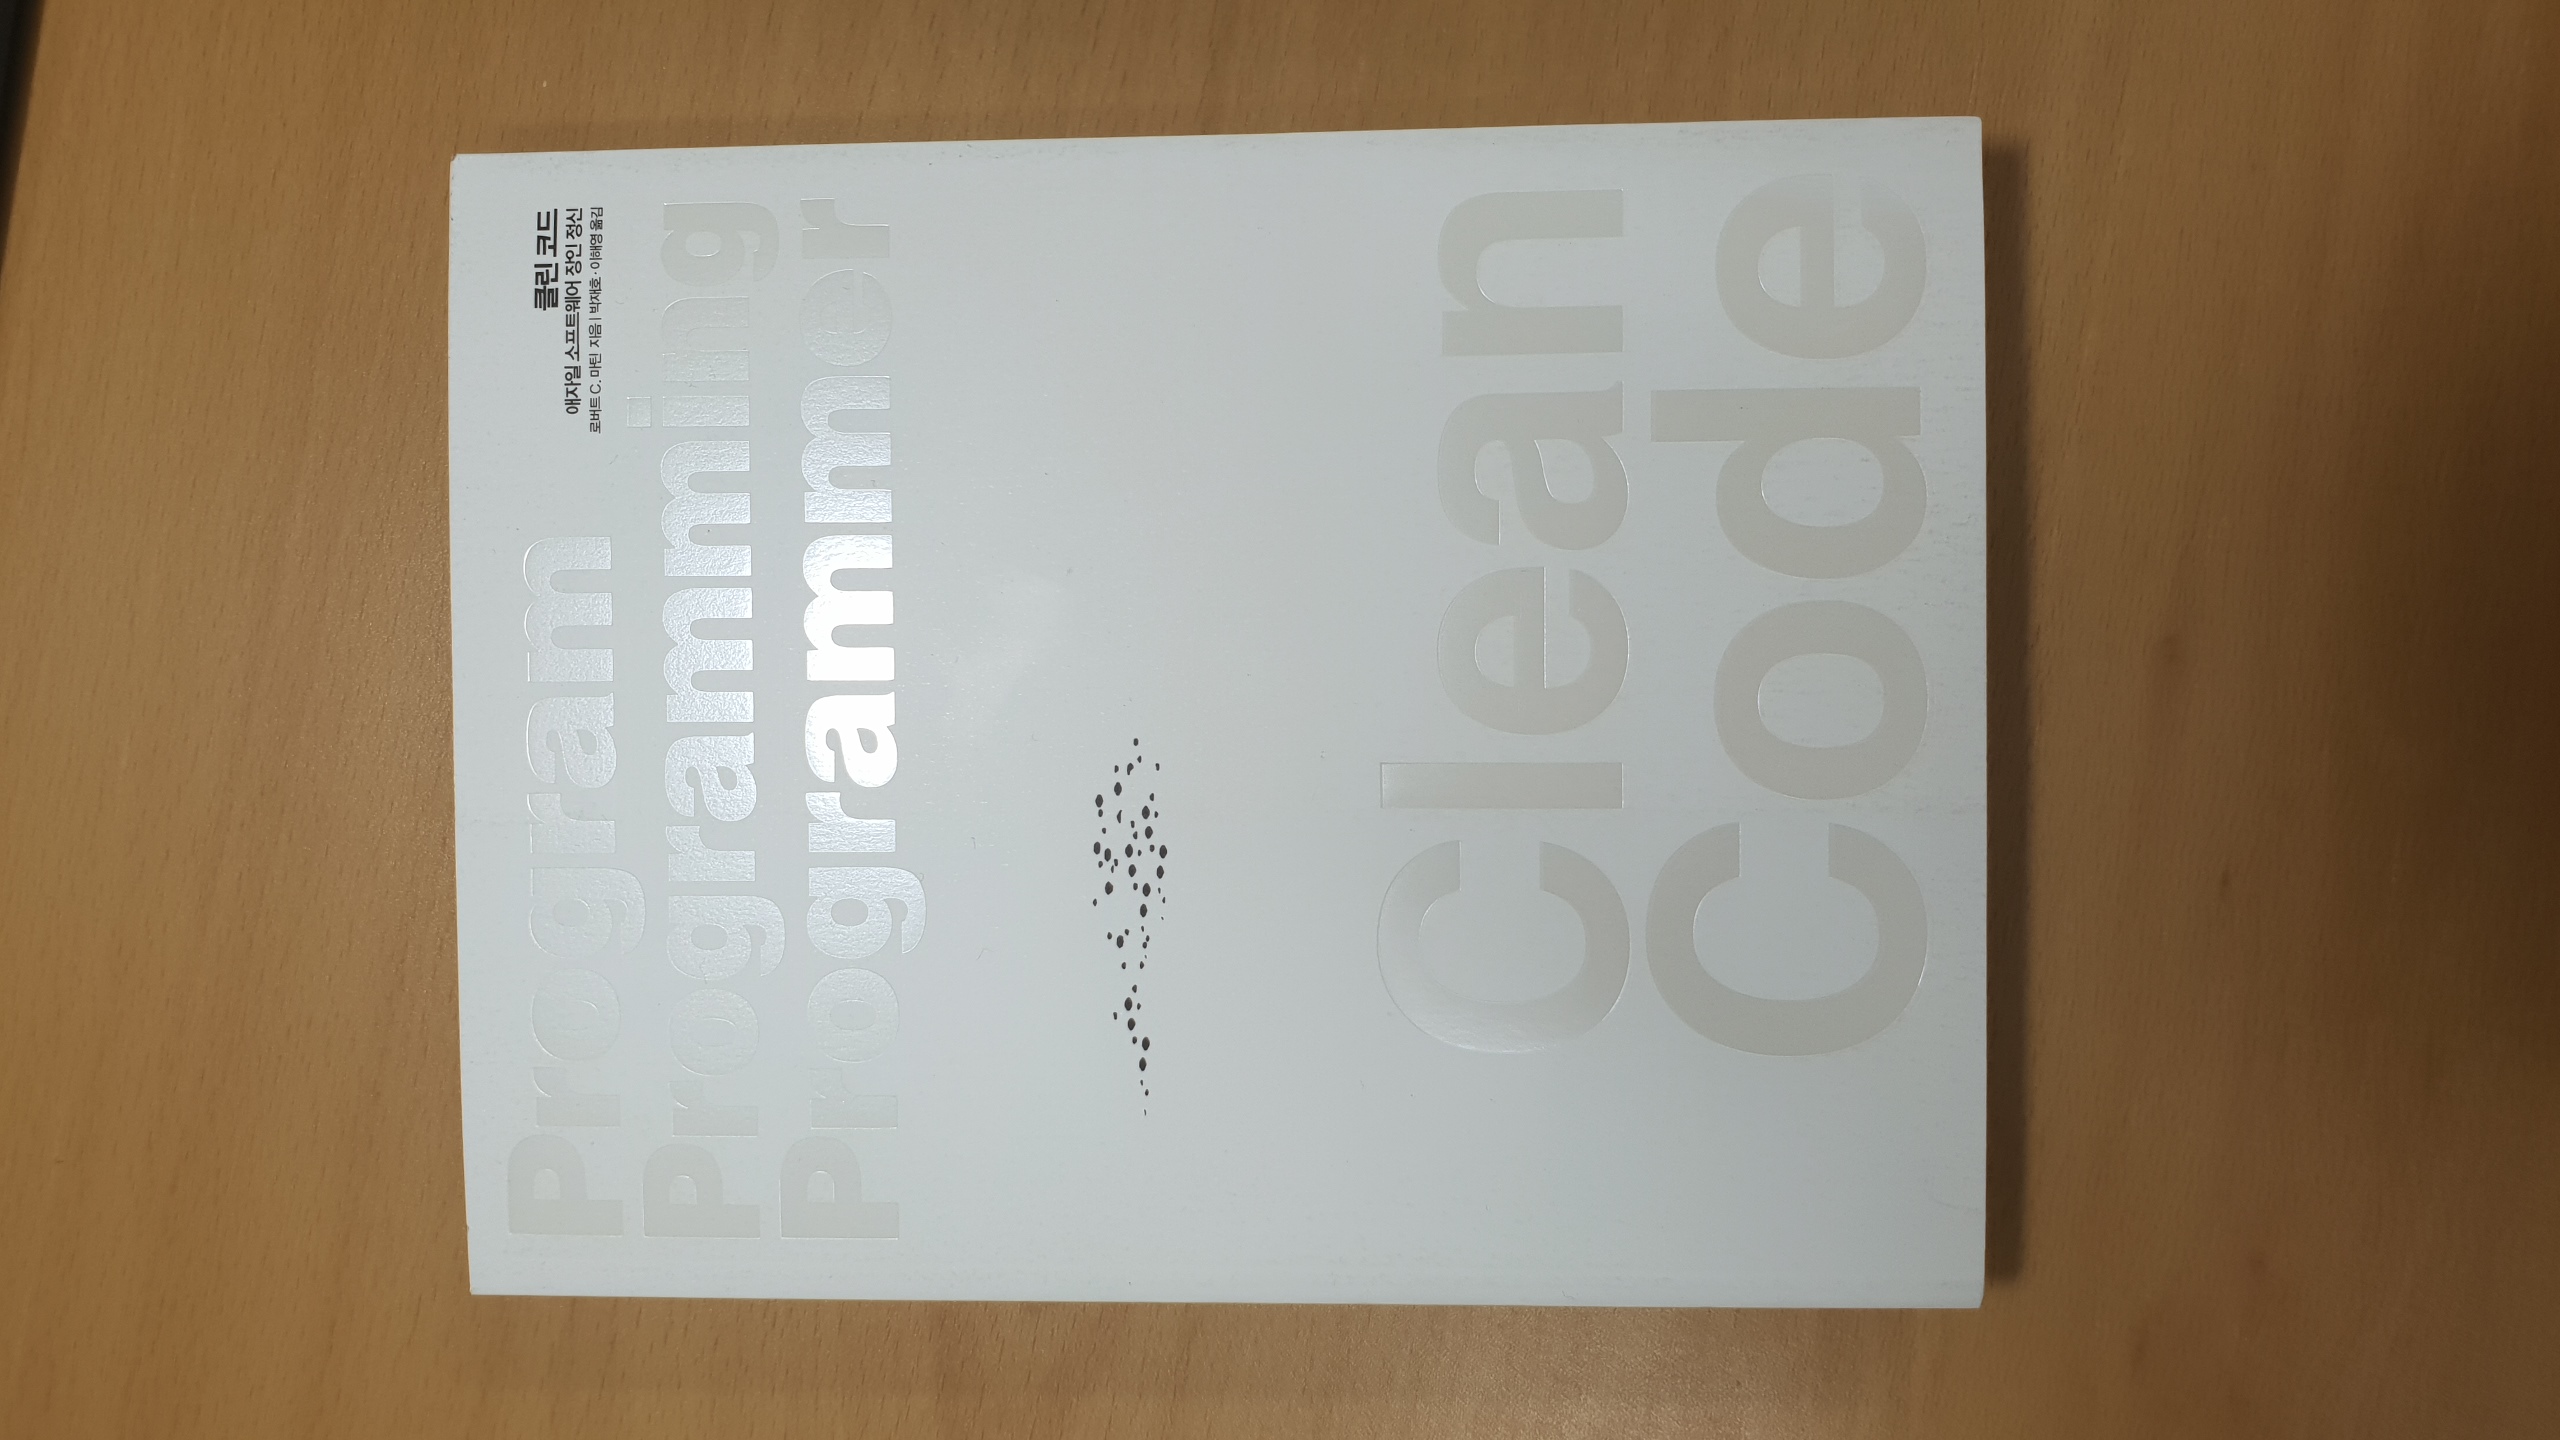 클린 코드
애자일 소프트웨어 장인 정신
로버트 C. 마틴 지음 | 박재호·이해영 옮김
Program
Programming
Programmer
Clean
Code